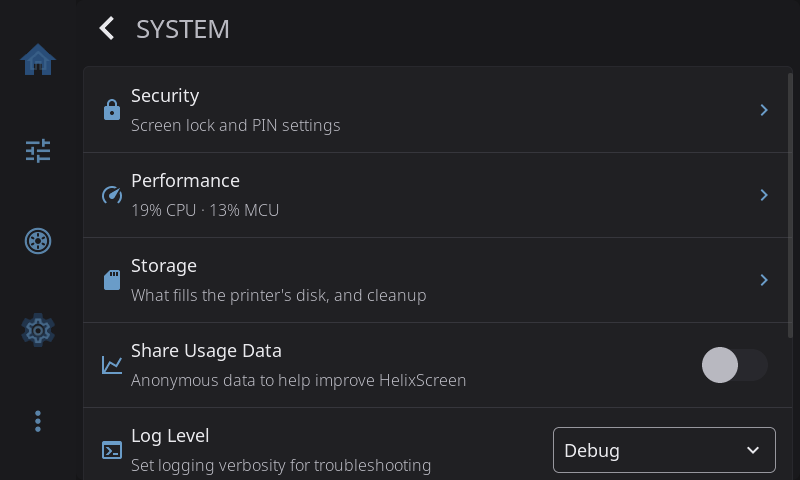 SYSTEM
Security
Screen lock and PIN settings
Performance
19% CPU · 13% MCU
Storage
What fills the printer's disk, and cleanup
Share Usage Data
Anonymous data to help improve HelixScreen
Log Level
Set logging verbosity for troubleshooting
Debug